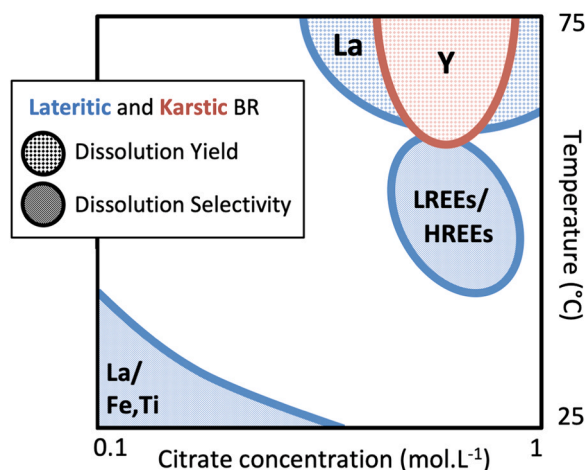 75
La
Y
Lateritic and Karstic BR
Dissolution Yield
Dissolution Selectivity
LREEs/
HREEs
Temperature (°C)
La/
Fe,Ti
25
0.1
1
Citrate concentration (mol.L⁻¹)